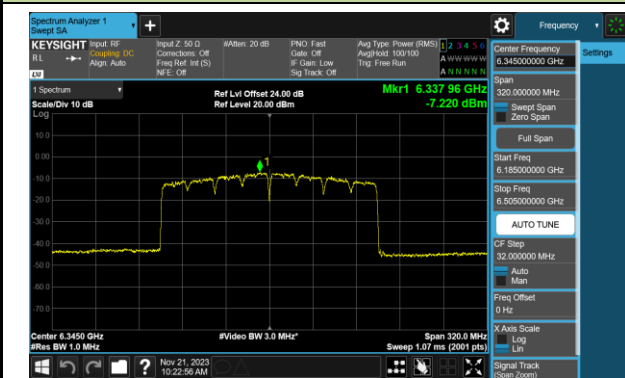 Spectrum Analyzer 1
Swept SA
+
Frequency
KEYSIGHT
RL
Input: RF
Coupling: DC
Align: Auto
Input Z: 50 Ω
Corrections: Off
Freq Ref: Int (S)
NFE: Off
#Atten: 20 dB
PNO: Fast
Gate: Off
IF Gain: Low
Sig Track: Off
Avg Type: Power (RMS)
Avg|Hold: 100/100
Trig: Free Run
1 2 3 4 5 6
A W W W W W
A N N N N N
LXI
1 Spectrum
Scale/Div 10 dB
Log
Ref Lvl Offset 24.00 dB
Ref Level 20.00 dBm
Mkr1 6.337 96 GHz
-7.220 dBm
10.0
0.00
-10.0
-20.0
-30.0
-40.0
-50.0
-60.0
-70.0
1
Center 6.3450 GHz
#Res BW 1.0 MHz
#Video BW 3.0 MHz*
Span 320.0 MHz
Sweep 1.07 ms (2001 pts)
?
Nov 21, 2023
10:22:56 AM
Center Frequency
6.345000000 GHz
Settings
Span
320.000000 MHz
Swept Span
Zero Span
Full Span
Start Freq
6.185000000 GHz
Stop Freq
6.505000000 GHz
AUTO TUNE
CF Step
32.000000 MHz
Auto
Man
Freq Offset
0 Hz
X Axis Scale
Log
Lin
Signal Track
(Span Zoom)